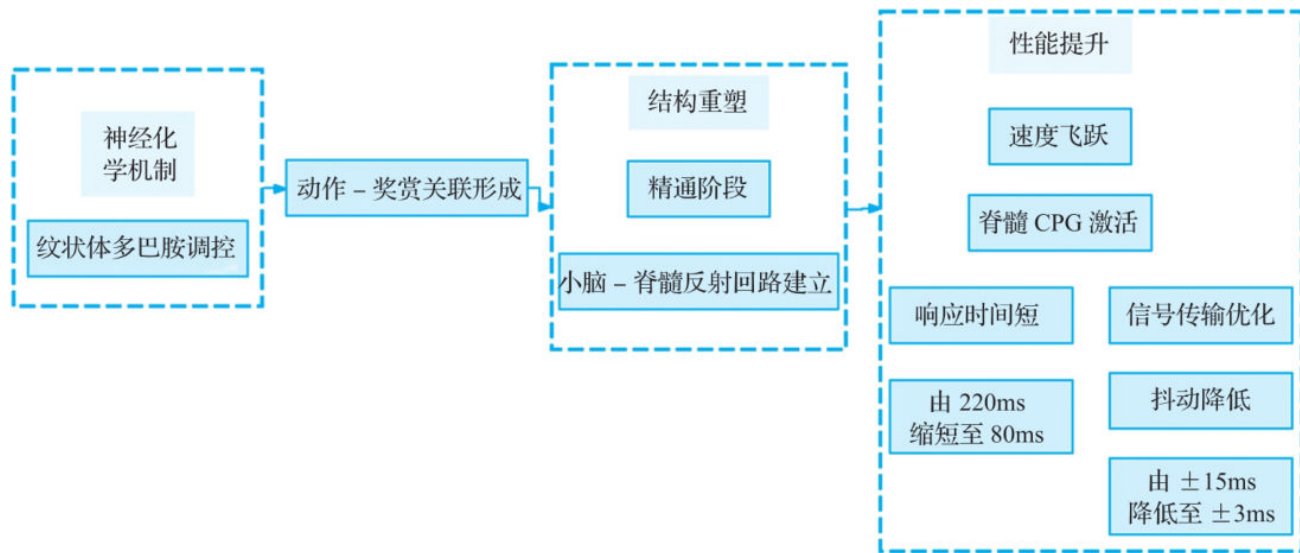 神经化
学机制
纹状体多巴胺调控
动作 – 奖赏关联形成
结构重塑
精通阶段
小脑 – 脊髓反射回路建立
性能提升
速度飞跃
脊髓 CPG 激活
响应时间短
由 220ms
缩短至 80ms
信号传输优化
抖动降低
由 ±15ms
降低至 ±3ms